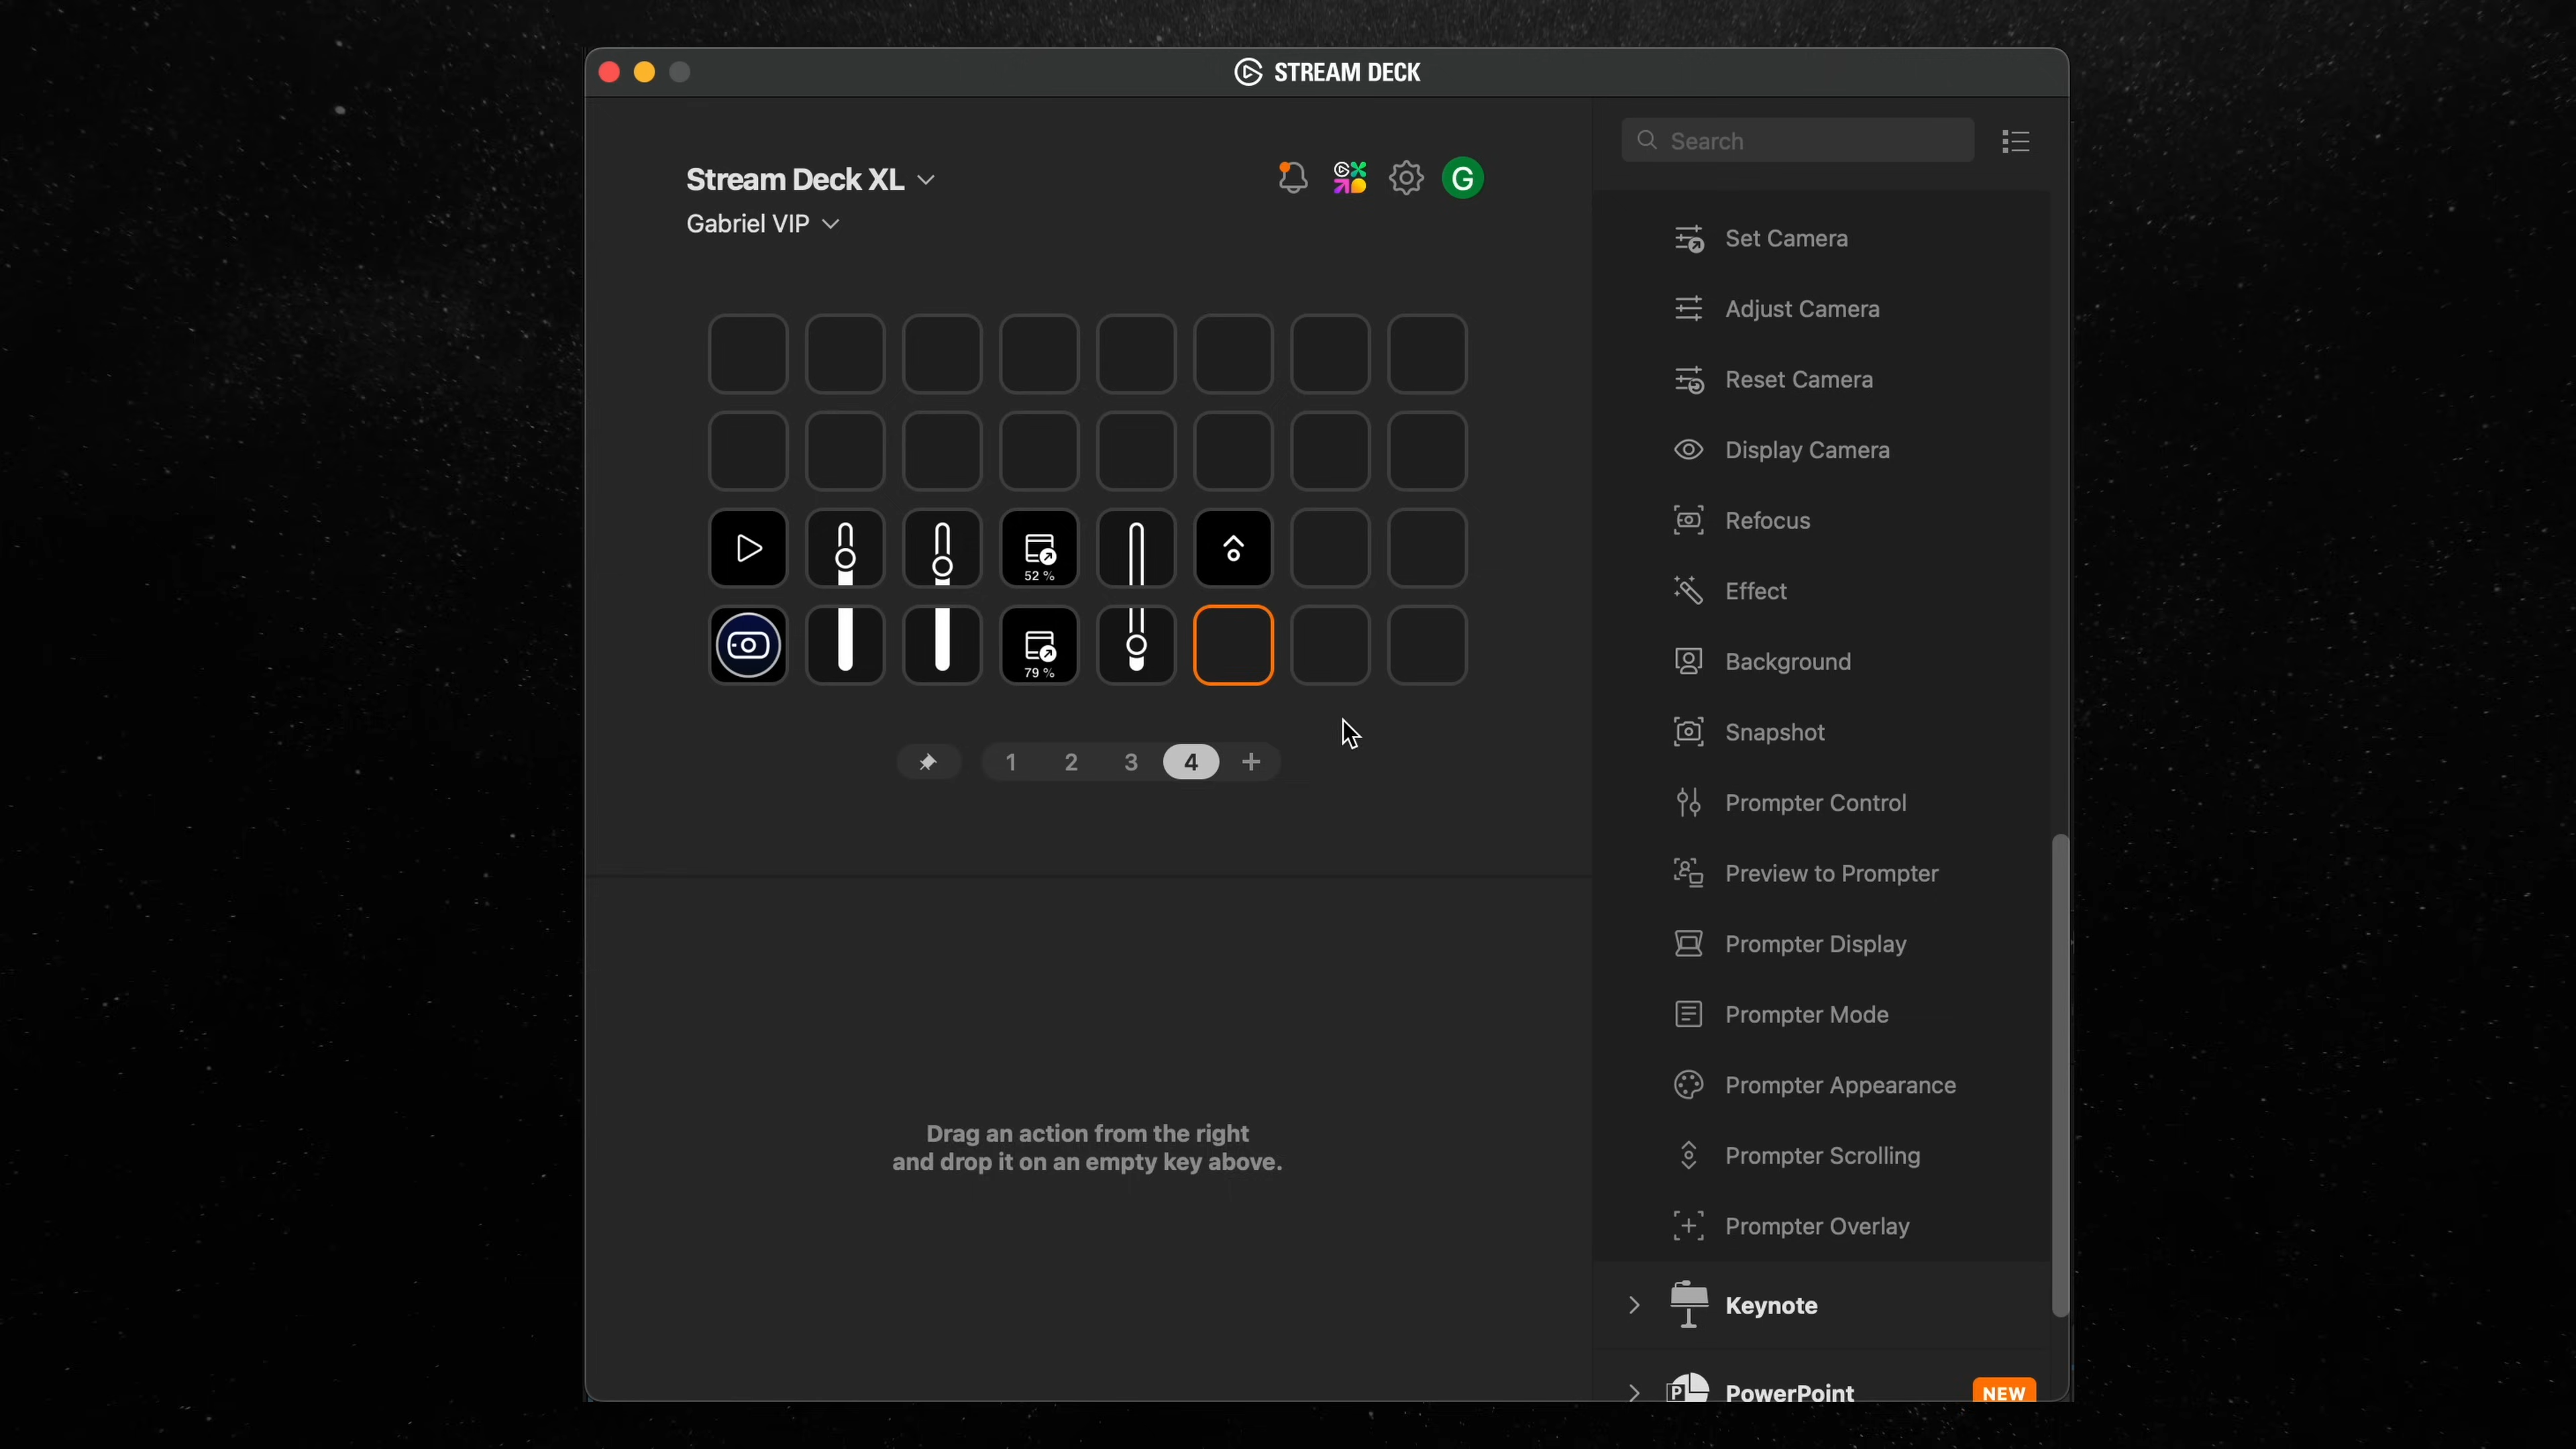 STREAM DECK
Stream Deck XL
Gabriel VIP
G
Search
Set Camera
Adjust Camera
Reset Camera
Display Camera
Refocus
Effect
Background
Snapshot
Prompter Control
Preview to Prompter
Prompter Display
Prompter Mode
Prompter Appearance
Prompter Scrolling
Prompter Overlay
Keynote
P
PowerPoint
NEW
52 %
79 %
1 2 3 4 +
Drag an action from the right
and drop it on an empty key above.